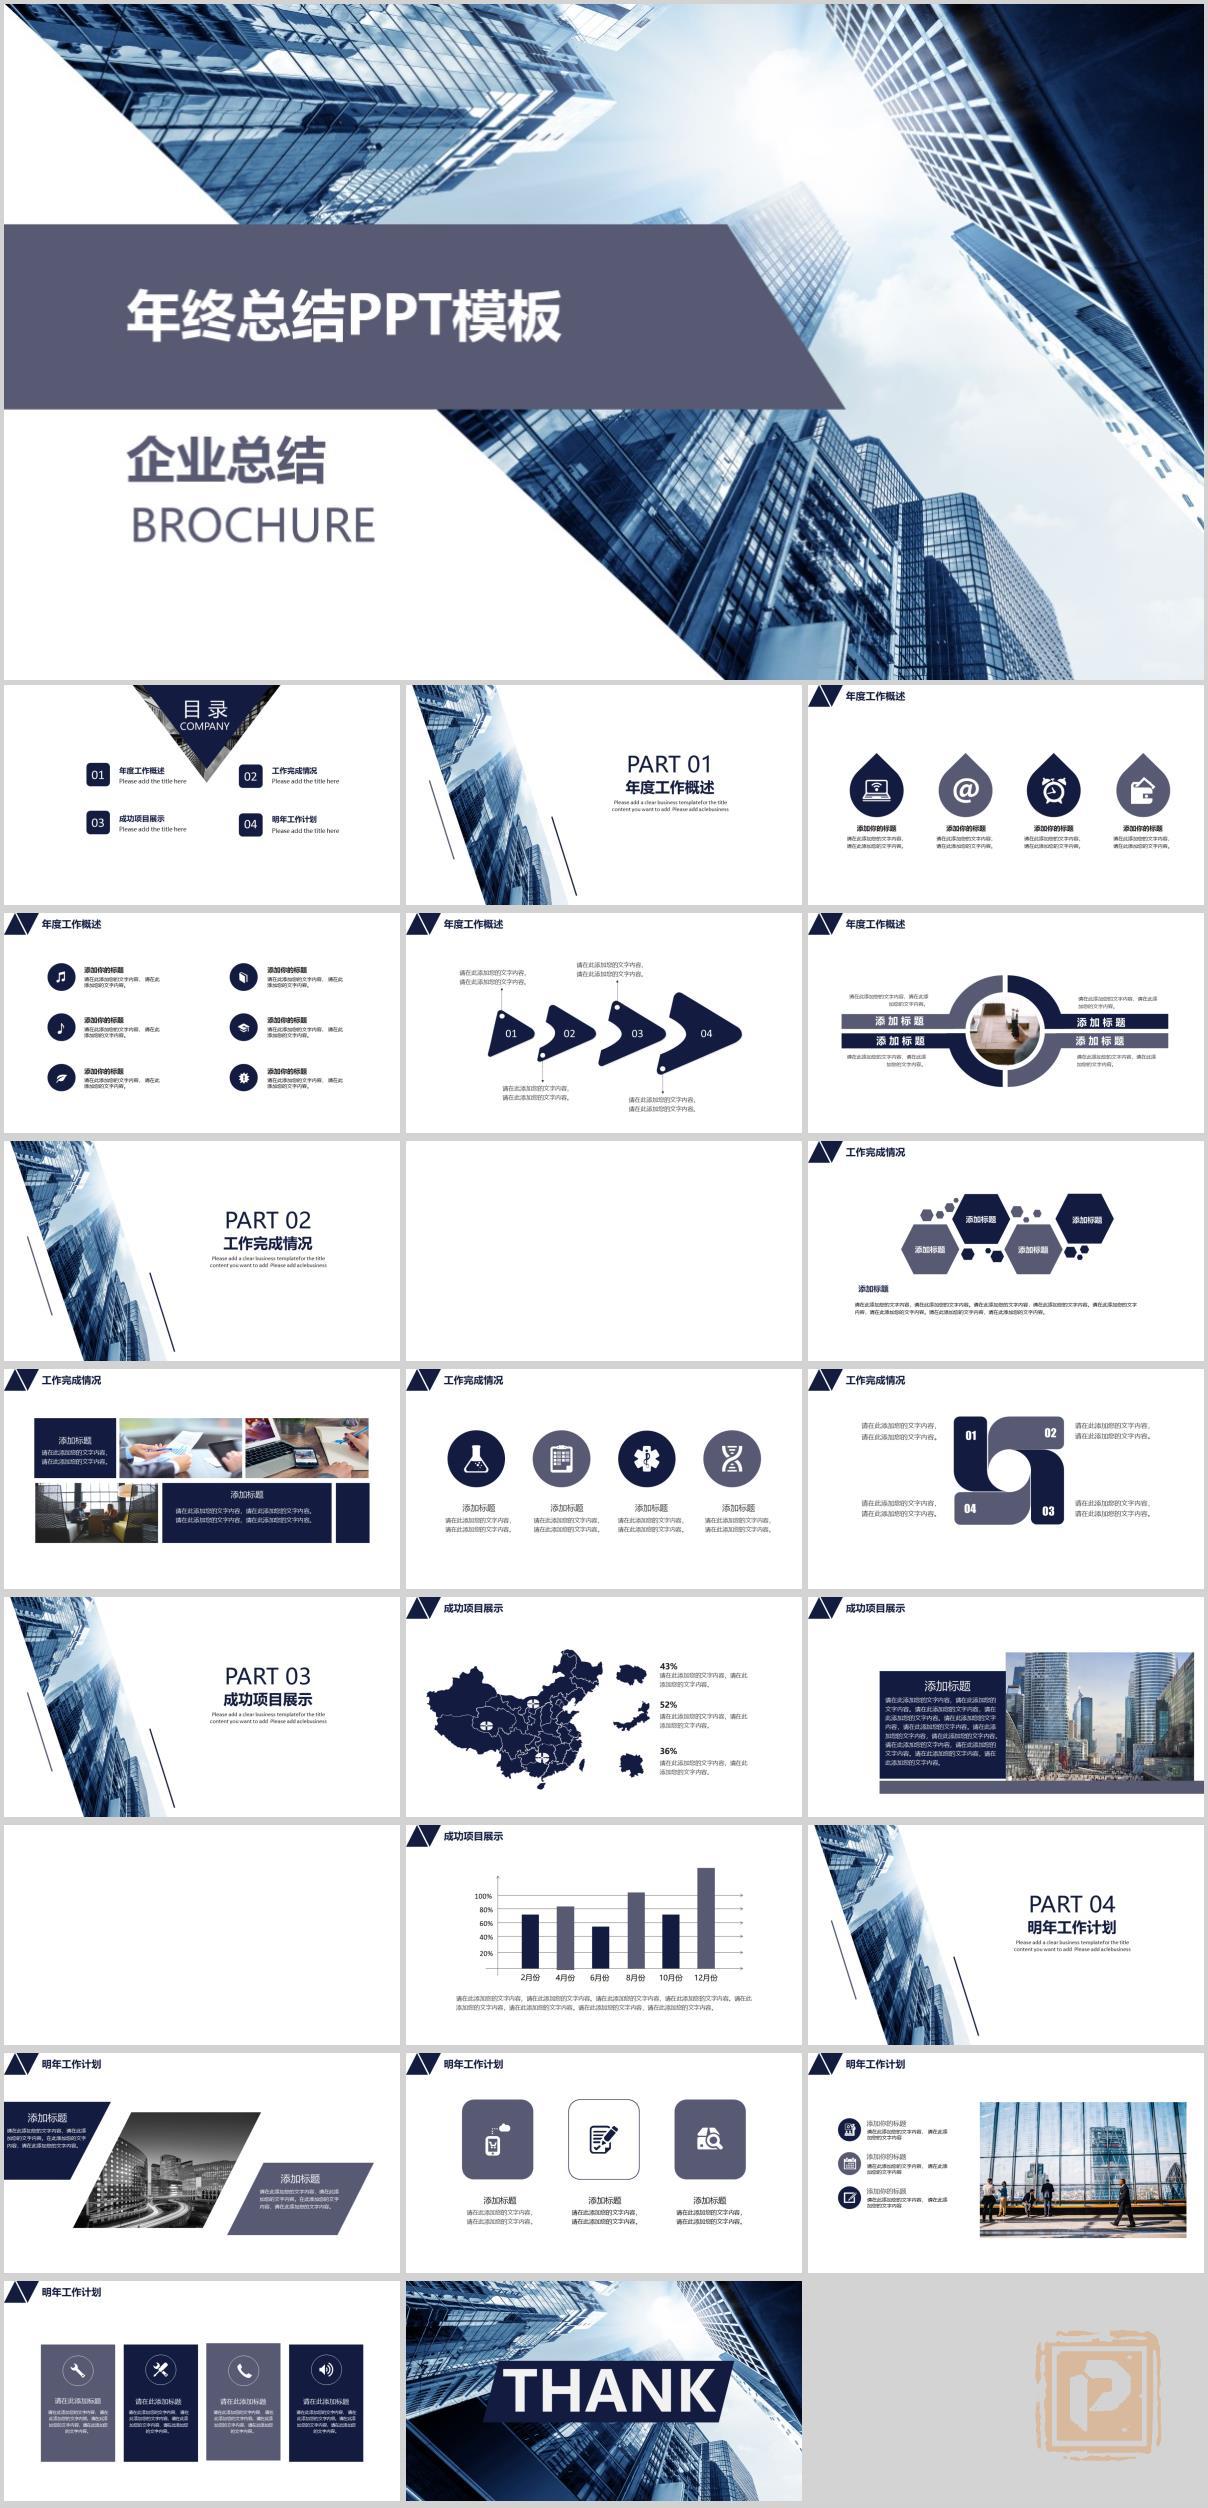 年终总结PPT模板
企业总结
BROCHURE
目录
COMPANY
01
年度工作概述
Please add the title here
02
工作完成情况
Please add the title here
03
成功项目展示
Please add the title here
04
明年工作计划
Please add the title here
PART 01
年度工作概述
Please add a clear business templatefor the title
content you want to add Please add aclebusiness
年度工作概述
添加你的标题
请在此添加您的文字内容，
请在此添加您的文字内容。
添加你的标题
请在此添加您的文字内容，
请在此添加您的文字内容。
添加你的标题
请在此添加您的文字内容，
请在此添加您的文字内容。
添加你的标题
请在此添加您的文字内容，
请在此添加您的文字内容。
年度工作概述
添加你的标题
请在此添加您的文字内容， 请在此
添加您的文字内容。
添加你的标题
请在此添加您的文字内容， 请在此
添加您的文字内容。
添加你的标题
请在此添加您的文字内容， 请在此
添加您的文字内容。
添加你的标题
请在此添加您的文字内容， 请在此
添加您的文字内容。
添加你的标题
请在此添加您的文字内容， 请在此
添加您的文字内容。
添加你的标题
请在此添加您的文字内容， 请在此
添加您的文字内容。
年度工作概述
请在此添加您的文字内容，
请在此添加您的文字内容。
请在此添加您的文字内容，
请在此添加您的文字内容。
01
02
03
04
请在此添加您的文字内容，
请在此添加您的文字内容。
请在此添加您的文字内容，
请在此添加您的文字内容。
年度工作概述
请在此添加您的文字内容，请在此添
加您的文字内容。
请在此添加您的文字内容，请在此添
加您的文字内容。
添加标题
添加标题
添加标题
添加标题
请在此添加您的文字内容，请在此添
加您的文字内容。
请在此添加您的文字内容，请在此添
加您的文字内容。
PART 02
工作完成情况
Please add a clear business templatefor the title
content you want to add Please add aclebusiness
工作完成情况
添加标题
添加标题
添加标题
添加标题
添加标题
请在此添加您的文字内容，请在此添加您的文字内容。请在此添加您的文字内容，请在此添加您的文字内容。请在此添加您的文字
内容，请在此添加您的文字内容。请在此添加您的文字内容，请在此添加您的文字内容。
工作完成情况
添加标题
请在此添加您的文字内容，
请在此添加您的文字内容。
添加标题
请在此添加您的文字内容，请在此添加您的文字内容。
请在此添加您的文字内容，请在此添加您的文字内容。
工作完成情况
添加标题
请在此添加您的文字内容，
请在此添加您的文字内容。
添加标题
请在此添加您的文字内容，
请在此添加您的文字内容。
添加标题
请在此添加您的文字内容，
请在此添加您的文字内容。
添加标题
请在此添加您的文字内容，
请在此添加您的文字内容。
工作完成情况
请在此添加您的文字内容，
请在此添加您的文字内容。
01
02
请在此添加您的文字内容，
请在此添加您的文字内容。
请在此添加您的文字内容，
请在此添加您的文字内容。
04
03
请在此添加您的文字内容，
请在此添加您的文字内容。
PART 03
成功项目展示
Please add a clear business templatefor the title
content you want to add Please add aclebusiness
成功项目展示
43%
请在此添加您的文字内容，请在此
添加您的文字内容。
52%
请在此添加您的文字内容，请在此
添加您的文字内容。
36%
请在此添加您的文字内容，请在此
添加您的文字内容。
成功项目展示
添加标题
请在此添加您的文字内容，请在此添加您的
文字内容。请在此添加您的文字内容，请在
此添加您的文字内容。请在此添加您的文字
内容，请在此添加您的文字内容。请在此添
加您的文字内容，请在此添加您的文字内容。
请在此添加您的文字内容，请在此添加您的
文字内容。请在此添加您的文字内容，请在
此添加您的文字内容。
成功项目展示
100%
80%
60%
40%
20%
2月份
4月份
6月份
8月份
10月份
12月份
请在此添加您的文字内容，请在此添加您的文字内容。请在此添加您的文字内容，请在此添加您的文字内容。请在此
添加您的文字内容，请在此添加您的文字内容。请在此添加您的文字内容，请在此添加您的文字内容。
PART 04
明年工作计划
Please add a clear business templatefor the title
content you want to add Please add aclebusiness
明年工作计划
添加标题
请在此添加您的文字内容，请在此添
加您的文字内容。在此添加您的文字
内容，请在此添加您的文字内容。
添加标题
请在此添加您的文字内容，请在此添
加您的文字内容。在此添加您的文字
内容，请在此添加您的文字内容。
明年工作计划
添加标题
请在此添加您的文字内容，
请在此添加您的文字内容。
添加标题
请在此添加您的文字内容，
请在此添加您的文字内容。
添加标题
请在此添加您的文字内容，
请在此添加您的文字内容。
明年工作计划
添加你的标题
请在此添加您的文字内容， 请在此添
加您的文字内容
添加你的标题
请在此添加您的文字内容， 请在此添
加您的文字内容
添加你的标题
请在此添加您的文字内容， 请在此添
加您的文字内容
明年工作计划
请在此添加标题
请在此添加标题
请在此添加标题
请在此添加标题
THANK